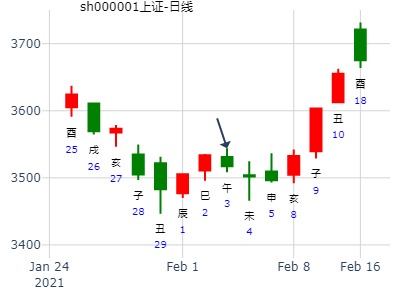 sh000001上证-日线
3700
3600
3500
3400
酉
25
戌
26
亥
27
子
28
丑
29
辰
1
巳
2
午
3
未
4
申
5
亥
8
子
9
丑
10
酉
18
Jan 24
2021
Feb 1
Feb 8
Feb 16